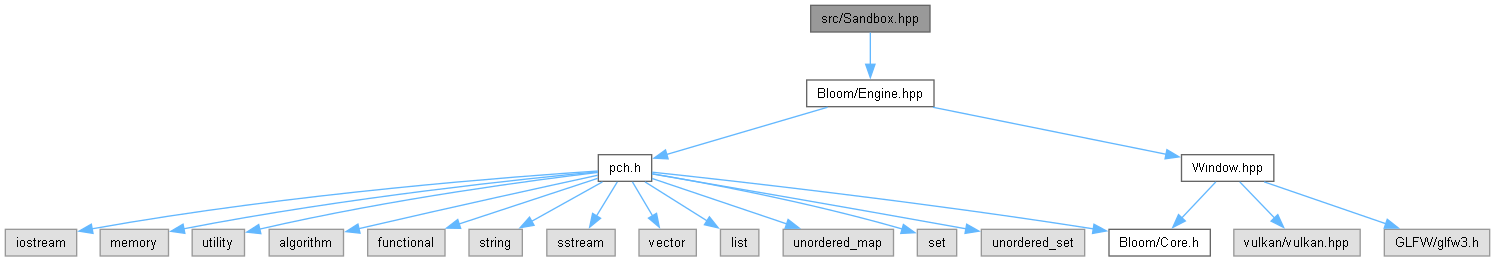 src/Sandbox.hpp
Bloom/Engine.hpp
pch.h
Window.hpp
iostream
memory
utility
algorithm
functional
string
sstream
vector
list
unordered_map
set
unordered_set
Bloom/Core.h
vulkan/vulkan.hpp
GLFW/glfw3.h